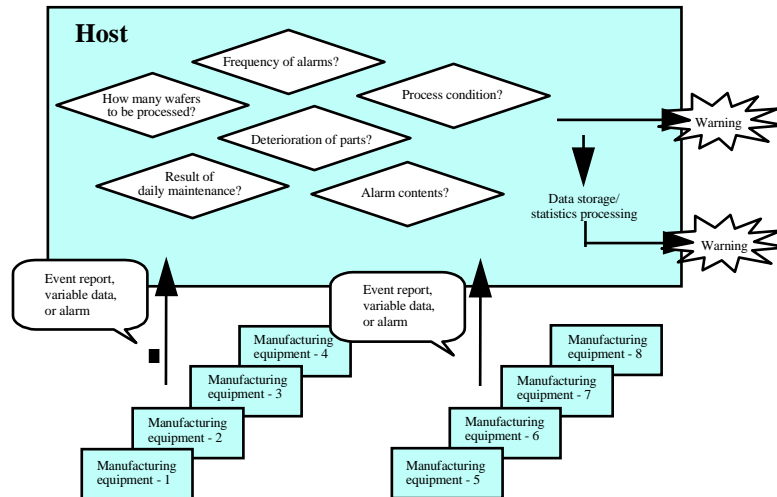 Host
Frequency of alarms?
How many wafers
to be processed?
Process condition?
Warning
Deterioration of parts?
Result of
daily maintenance?
Alarm contents?
Data storage/
statistics processing
Warning
Event report,
variable data,
or alarm
Event report,
variable data,
or alarm
Manufacturing
equipment - 4
Manufacturing
equipment - 3
Manufacturing
equipment - 2
Manufacturing
equipment - 1
Manufacturing
equipment - 8
Manufacturing
equipment - 7
Manufacturing
equipment - 6
Manufacturing
equipment - 5